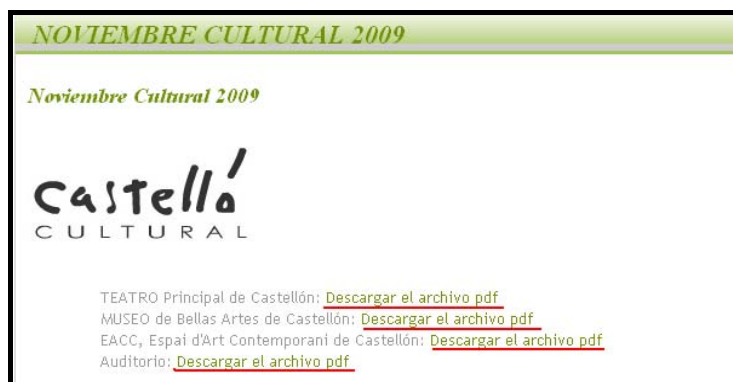 NOVIEMBRE CULTURAL 2009
Noviembre Cultural 2009
Castelló
CULTURAL
TEATRO Principal de Castellón: Descargar el archivo pdf
MUSEO de Bellas Artes de Castellón: Descargar el archivo pdf
EACC, Espai d'Art Contemporani de Castellón: Descargar el archivo pdf
Auditorio: Descargar el archivo pdf